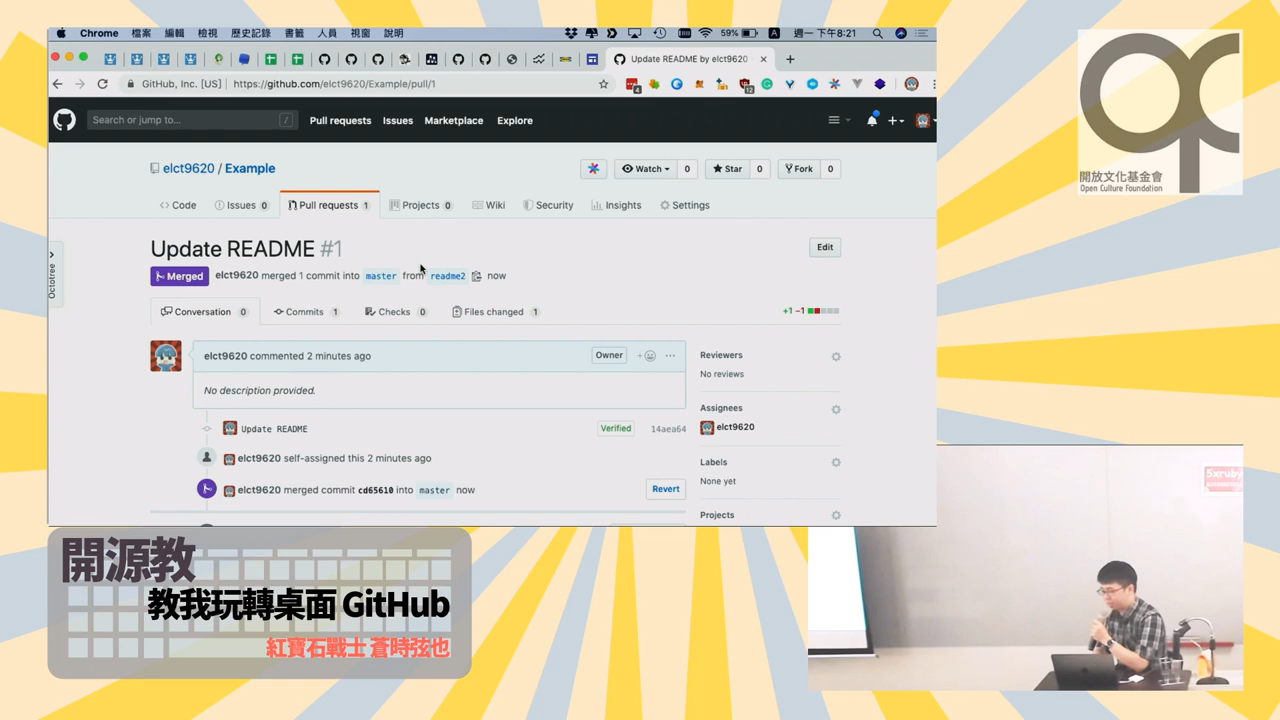 Chrome 檔案 編輯 檢視 歷史記錄 書籤 人員 視窗 說明 59% A 週一 下午8:21
Update README by elct9620
GitHub, Inc. [US] https://github.com/elct9620/Example/pull/1
Search or jump to... / Pull requests Issues Marketplace Explore
elct9620 / Example Watch 0 Star 0 Fork 0
Code Issues 0 Pull requests 1 Projects 0 Wiki Security Insights Settings
Update README #1 Edit
Merged elct9620 merged 1 commit into master from readme2 now
Octotree
Conversation 0 Commits 1 Checks 0 Files changed 1 +1 −1
elct9620 commented 2 minutes ago Owner
No description provided.
Update README Verified 14aea64
elct9620 self-assigned this 2 minutes ago
elct9620 merged commit cd65610 into master now Revert
Reviewers
No reviews
Assignees
elct9620
Labels
None yet
Projects
開放文化基金會
Open Culture Foundation
5xruby
開源教
教我玩轉桌面 GitHub
紅寶石戰士 蒼時弦也